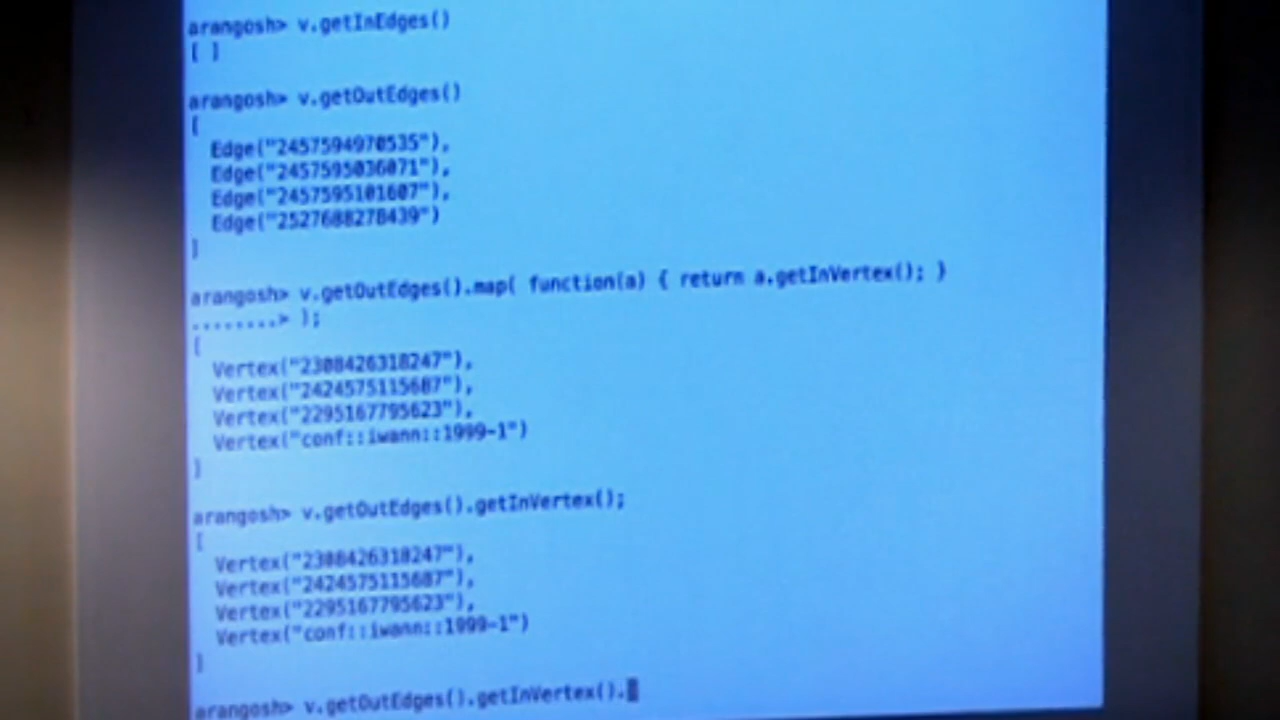 arangosh> v.getInEdges()
[ ]
arangosh> v.getOutEdges()
[
Edge("2457594970535"),
Edge("2457595036071"),
Edge("2457595101607"),
Edge("2527688278439")
]
arangosh> v.getOutEdges().map( function(a) { return a.getInVertex(); }
........> );
[
Vertex("2308426318247"),
Vertex("2424575115687"),
Vertex("2295167795623"),
Vertex("conf::iwann::1999-1")
]
arangosh> v.getOutEdges().getInVertex();
[
Vertex("2308426318247"),
Vertex("2424575115687"),
Vertex("2295167795623"),
Vertex("conf::iwann::1999-1")
]
arangosh> v.getOutEdges().getInVertex().